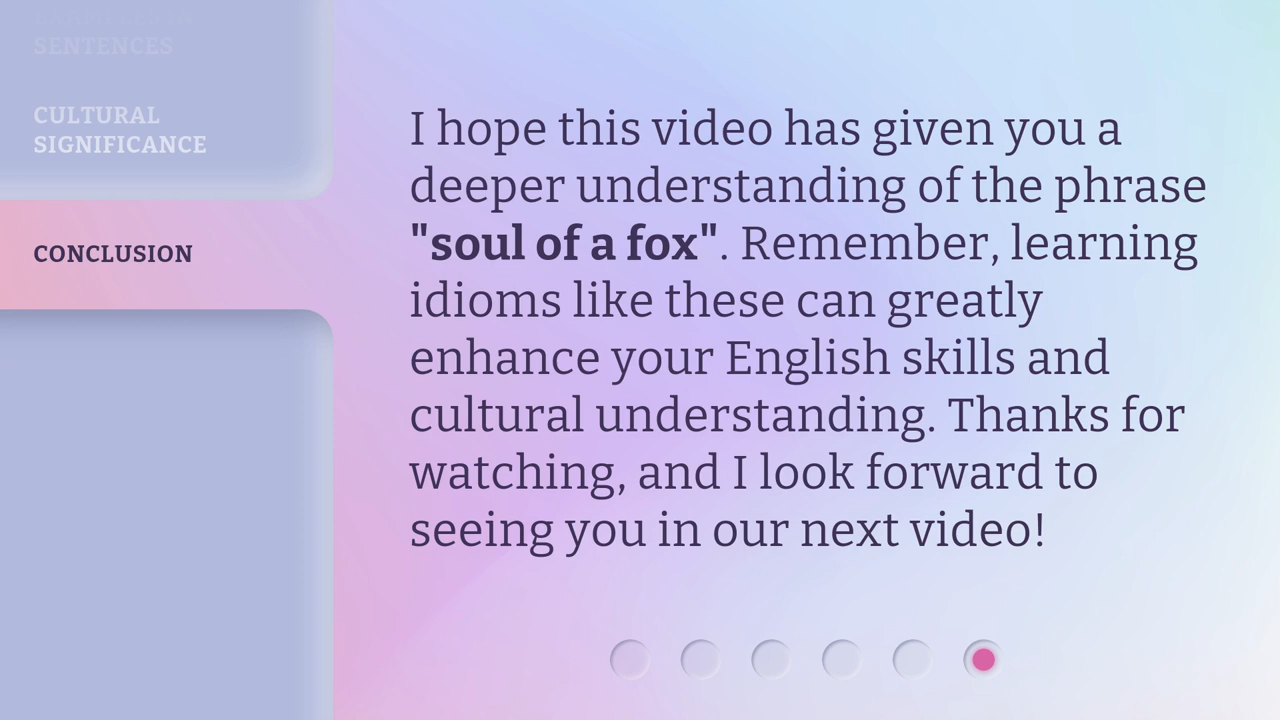 SENTENCES
CULTURAL
SIGNIFICANCE
CONCLUSION
I hope this video has given you a
deeper understanding of the phrase
"soul of a fox". Remember, learning
idioms like these can greatly
enhance your English skills and
cultural understanding. Thanks for
watching, and I look forward to
seeing you in our next video!